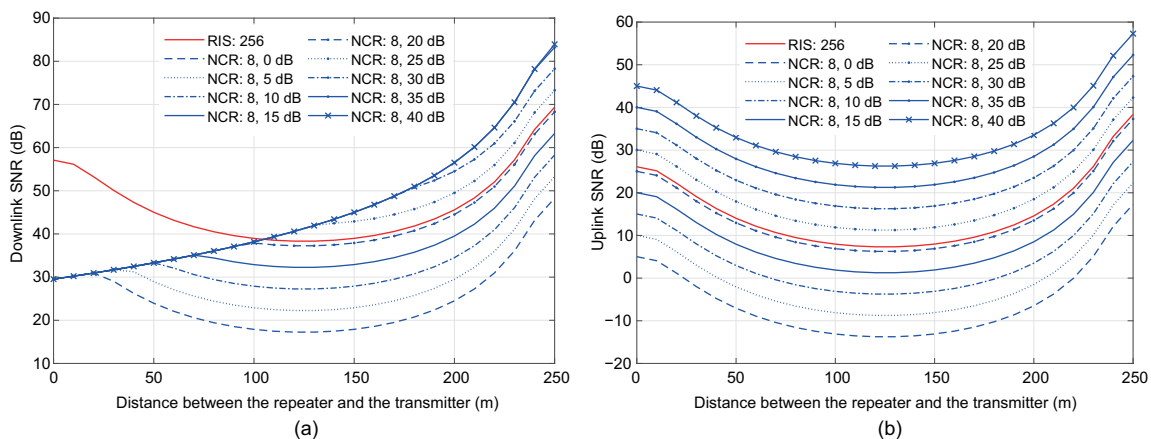 90
80
70
60
50
40
30
20
10
Downlink SNR (dB)
RIS: 256
NCR: 8, 0 dB
NCR: 8, 5 dB
NCR: 8, 10 dB
NCR: 8, 15 dB
NCR: 8, 20 dB
NCR: 8, 25 dB
NCR: 8, 30 dB
NCR: 8, 35 dB
NCR: 8, 40 dB
0 50 100 150 200 250
Distance between the repeater and the transmitter (m)
(a)
60
50
40
30
20
10
0
−10
−20
Uplink SNR (dB)
RIS: 256
NCR: 8, 0 dB
NCR: 8, 5 dB
NCR: 8, 10 dB
NCR: 8, 15 dB
NCR: 8, 20 dB
NCR: 8, 25 dB
NCR: 8, 30 dB
NCR: 8, 35 dB
NCR: 8, 40 dB
0 50 100 150 200 250
Distance between the repeater and the transmitter (m)
(b)